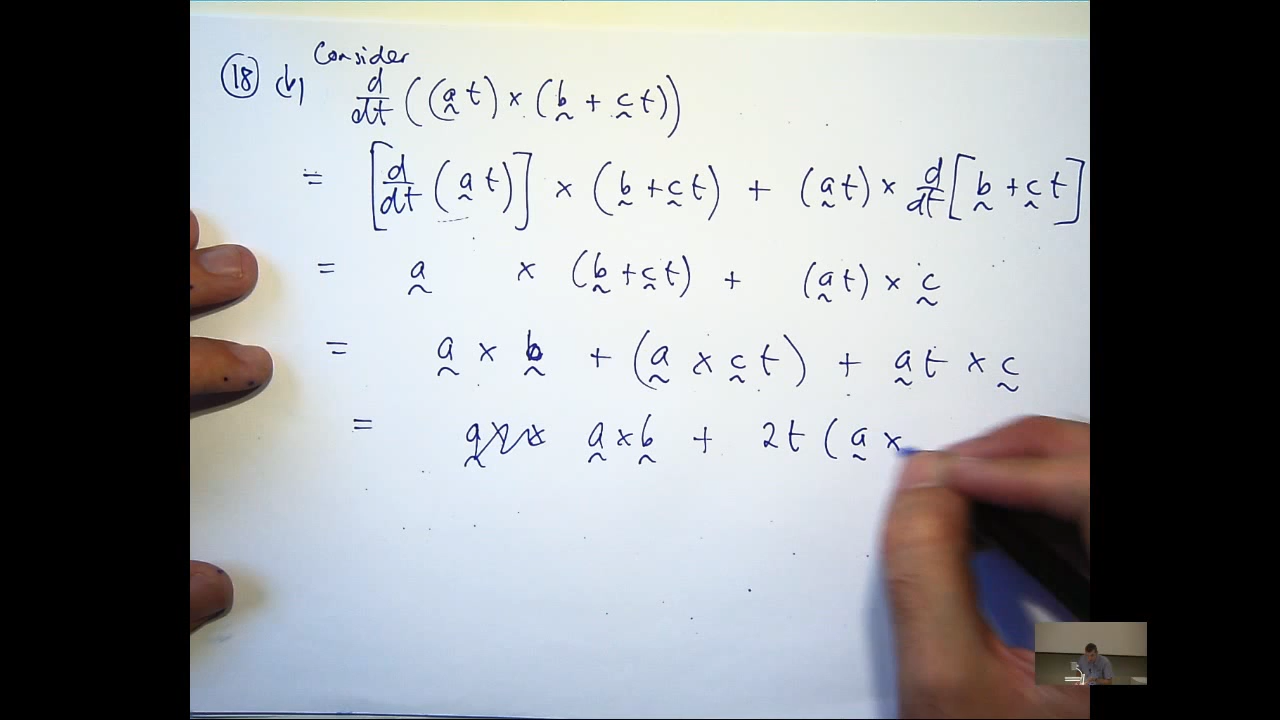 18 (b) Consider
d/dt ((a̰ t) × (b̰ + c̰ t))
= [d/dt (a̰ t)] × (b̰ + c̰ t) + (a̰ t) × d/dt [b̰ + c̰ t]
= a̰ × (b̰ + c̰ t) + (a̰ t) × c̰
= a̰ × b̰ + (a̰ × c̰ t) + a̰ t × c̰
= a̰ × b̰ + 2t (a̰ ×